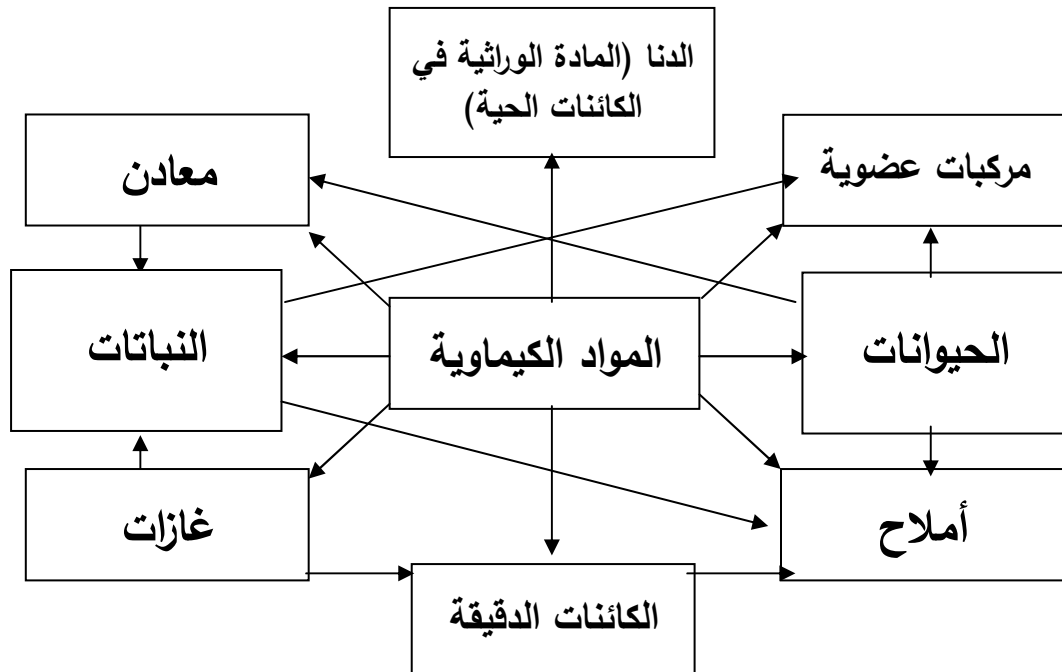 الدنا (المادة الوراثية في
الكائنات الحية)
مركبات عضوية
معادن
الحيوانات
المواد الكيماوية
النباتات
أملاح
غازات
الكائنات الدقيقة